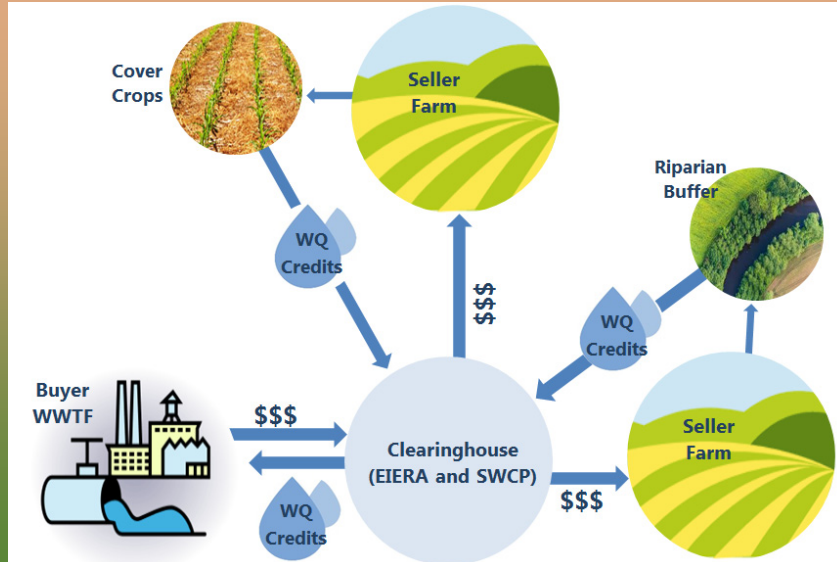 Cover
Crops
Seller
Farm
Riparian
Buffer
WQ
Credits
$$$
WQ
Credits
Buyer
WWTF
$$$
Clearinghouse
(EIERA and SWCP)
Seller
Farm
$$$
WQ
Credits